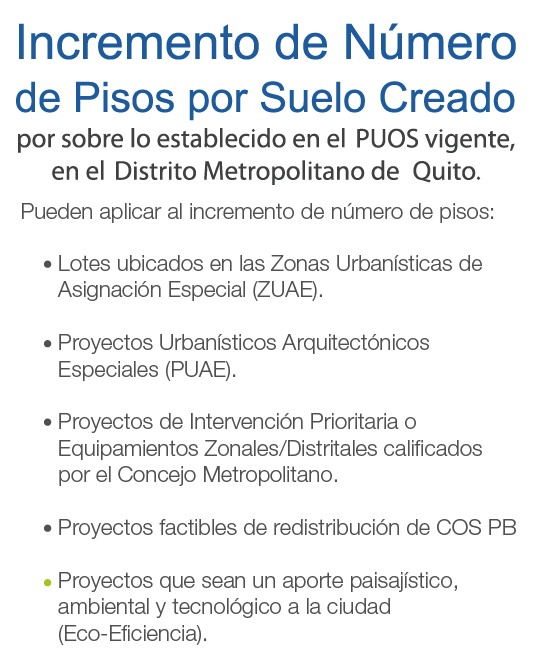 Incremento de Número
de Pisos por Suelo Creado
por sobre lo establecido en el PUOS vigente,
en el Distrito Metropolitano de Quito.
Pueden aplicar al incremento de número de pisos:
• Lotes ubicados en las Zonas Urbanísticas de
Asignación Especial (ZUAE).
• Proyectos Urbanísticos Arquitectónicos
Especiales (PUAE).
• Proyectos de Intervención Prioritaria o
Equipamientos Zonales/Distritales calificados
por el Concejo Metropolitano.
• Proyectos factibles de redistribución de COS PB
• Proyectos que sean un aporte paisajístico,
ambiental y tecnológico a la ciudad
(Eco-Eficiencia).